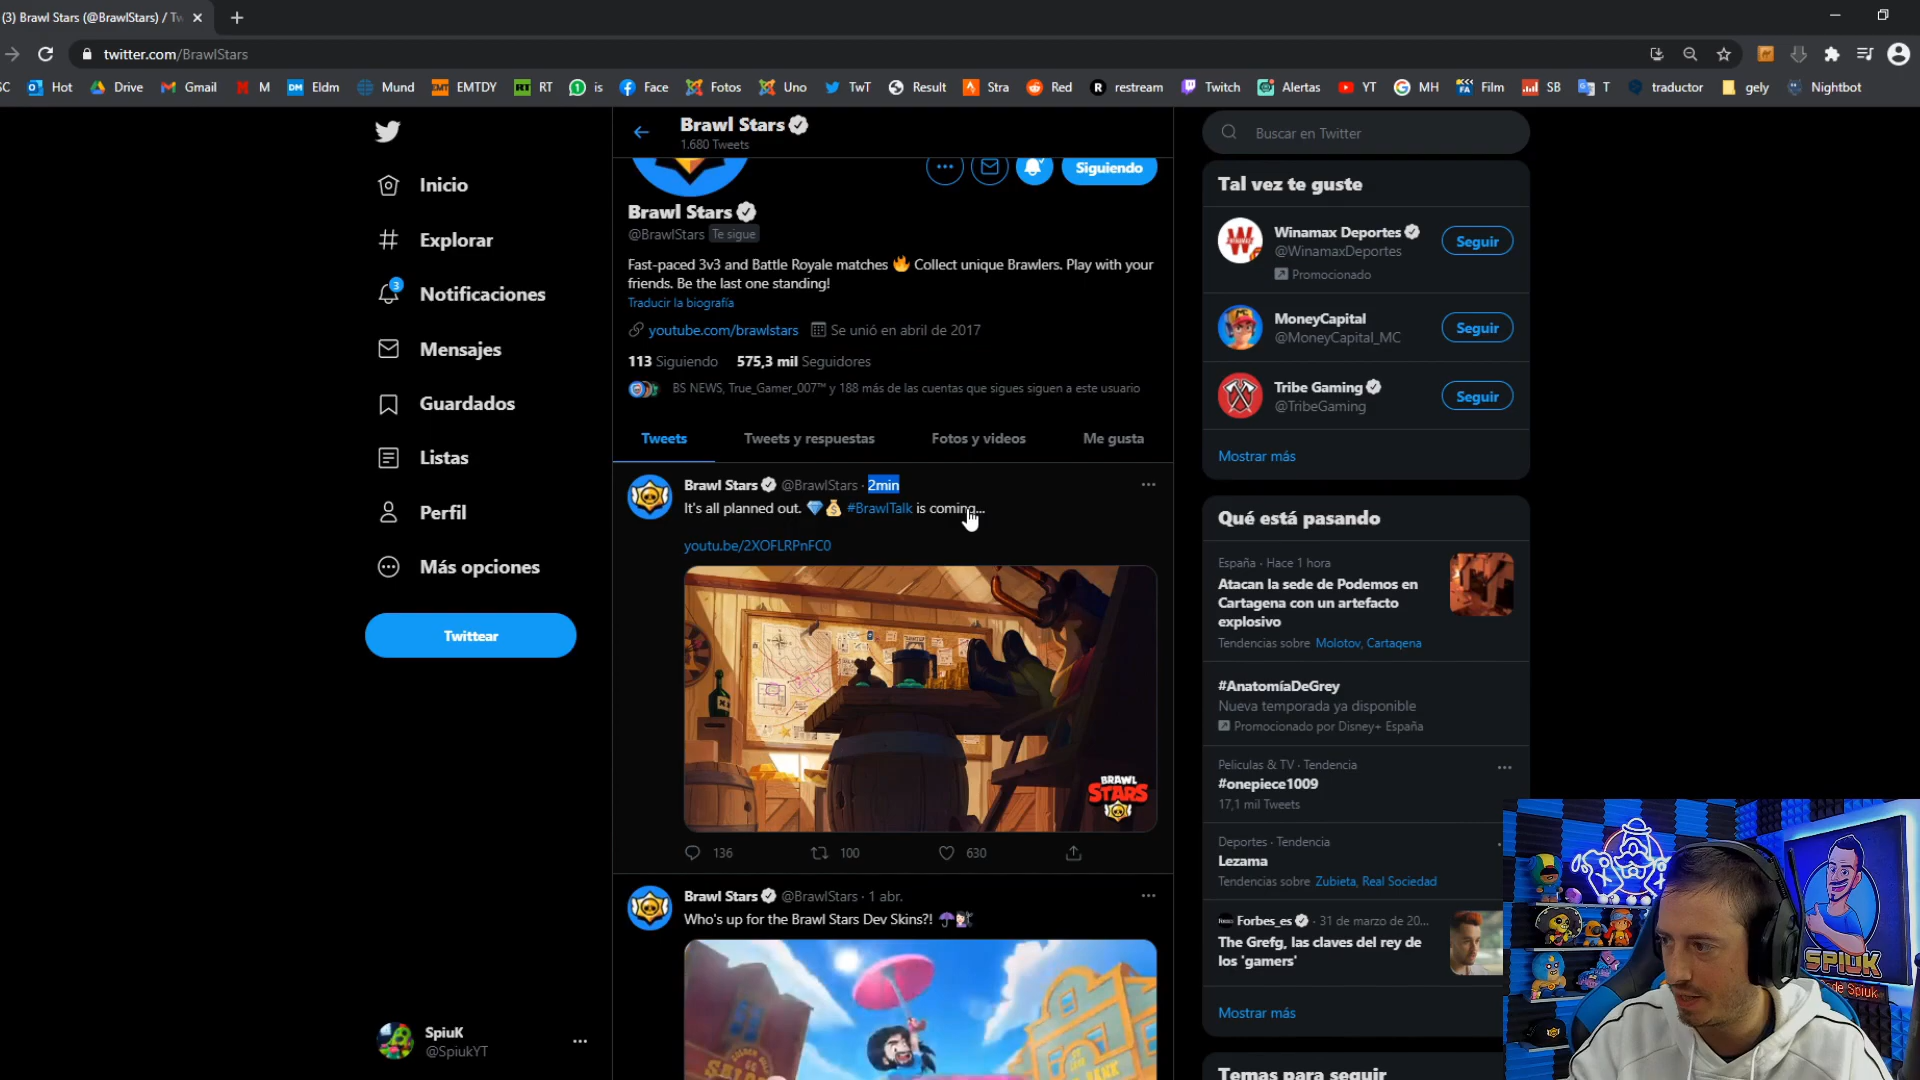 (3) Brawl Stars (@BrawlStars) / Tw
twitter.com/BrawlStars
SC Hot Drive Gmail M DM Eldm Mund EMTDY RT RT is Face Fotos Uno TwT Result Stra Red restream Twitch Alertas YT MH Film SB T traductor gely Nightbot
Inicio
Explorar
3
Notificaciones
Mensajes
Guardados
Listas
Perfil
Más opciones
Twittear
SpiuK
@SpiukYT
Brawl Stars
1.680 Tweets
Siguiendo
Brawl Stars
@BrawlStars Te sigue
Fast-paced 3v3 and Battle Royale matches 🔥 Collect unique Brawlers. Play with your
friends. Be the last one standing!
Traducir la biografía
youtube.com/brawlstars Se unió en abril de 2017
113 Siguiendo 575,3 mil Seguidores
BS NEWS, True_Gamer_007™ y 188 más de las cuentas que sigues siguen a este usuario
Tweets Tweets y respuestas Fotos y videos Me gusta
Brawl Stars @BrawlStars · 2min
It's all planned out. 💎💰 #BrawlTalk is coming...
youtu.be/2XOFLRPnFC0
BRAWL
STARS
136 100 630
Brawl Stars @BrawlStars · 1 abr.
Who's up for the Brawl Stars Dev Skins?!
Buscar en Twitter
Tal vez te guste
Winamax Deportes
@WinamaxDeportes
Promocionado
Seguir
MoneyCapital
@MoneyCapital_MC
Seguir
Tribe Gaming
@TribeGaming
Seguir
Mostrar más
Qué está pasando
España · Hace 1 hora
Atacan la sede de Podemos en
Cartagena con un artefacto
explosivo
Tendencias sobre Molotov, Cartagena
#AnatomíaDeGrey
Nueva temporada ya disponible
Promocionado por Disney+ España
Peliculas & TV · Tendencia
#onepiece1009
17,1 mil Tweets
Deportes · Tendencia
Lezama
Tendencias sobre Zubieta, Real Sociedad
Forbes_es · 31 de marzo de 20...
The Grefg, las claves del rey de
los 'gamers'
Mostrar más
Temas para seguir
SPIUK
de Spiuk